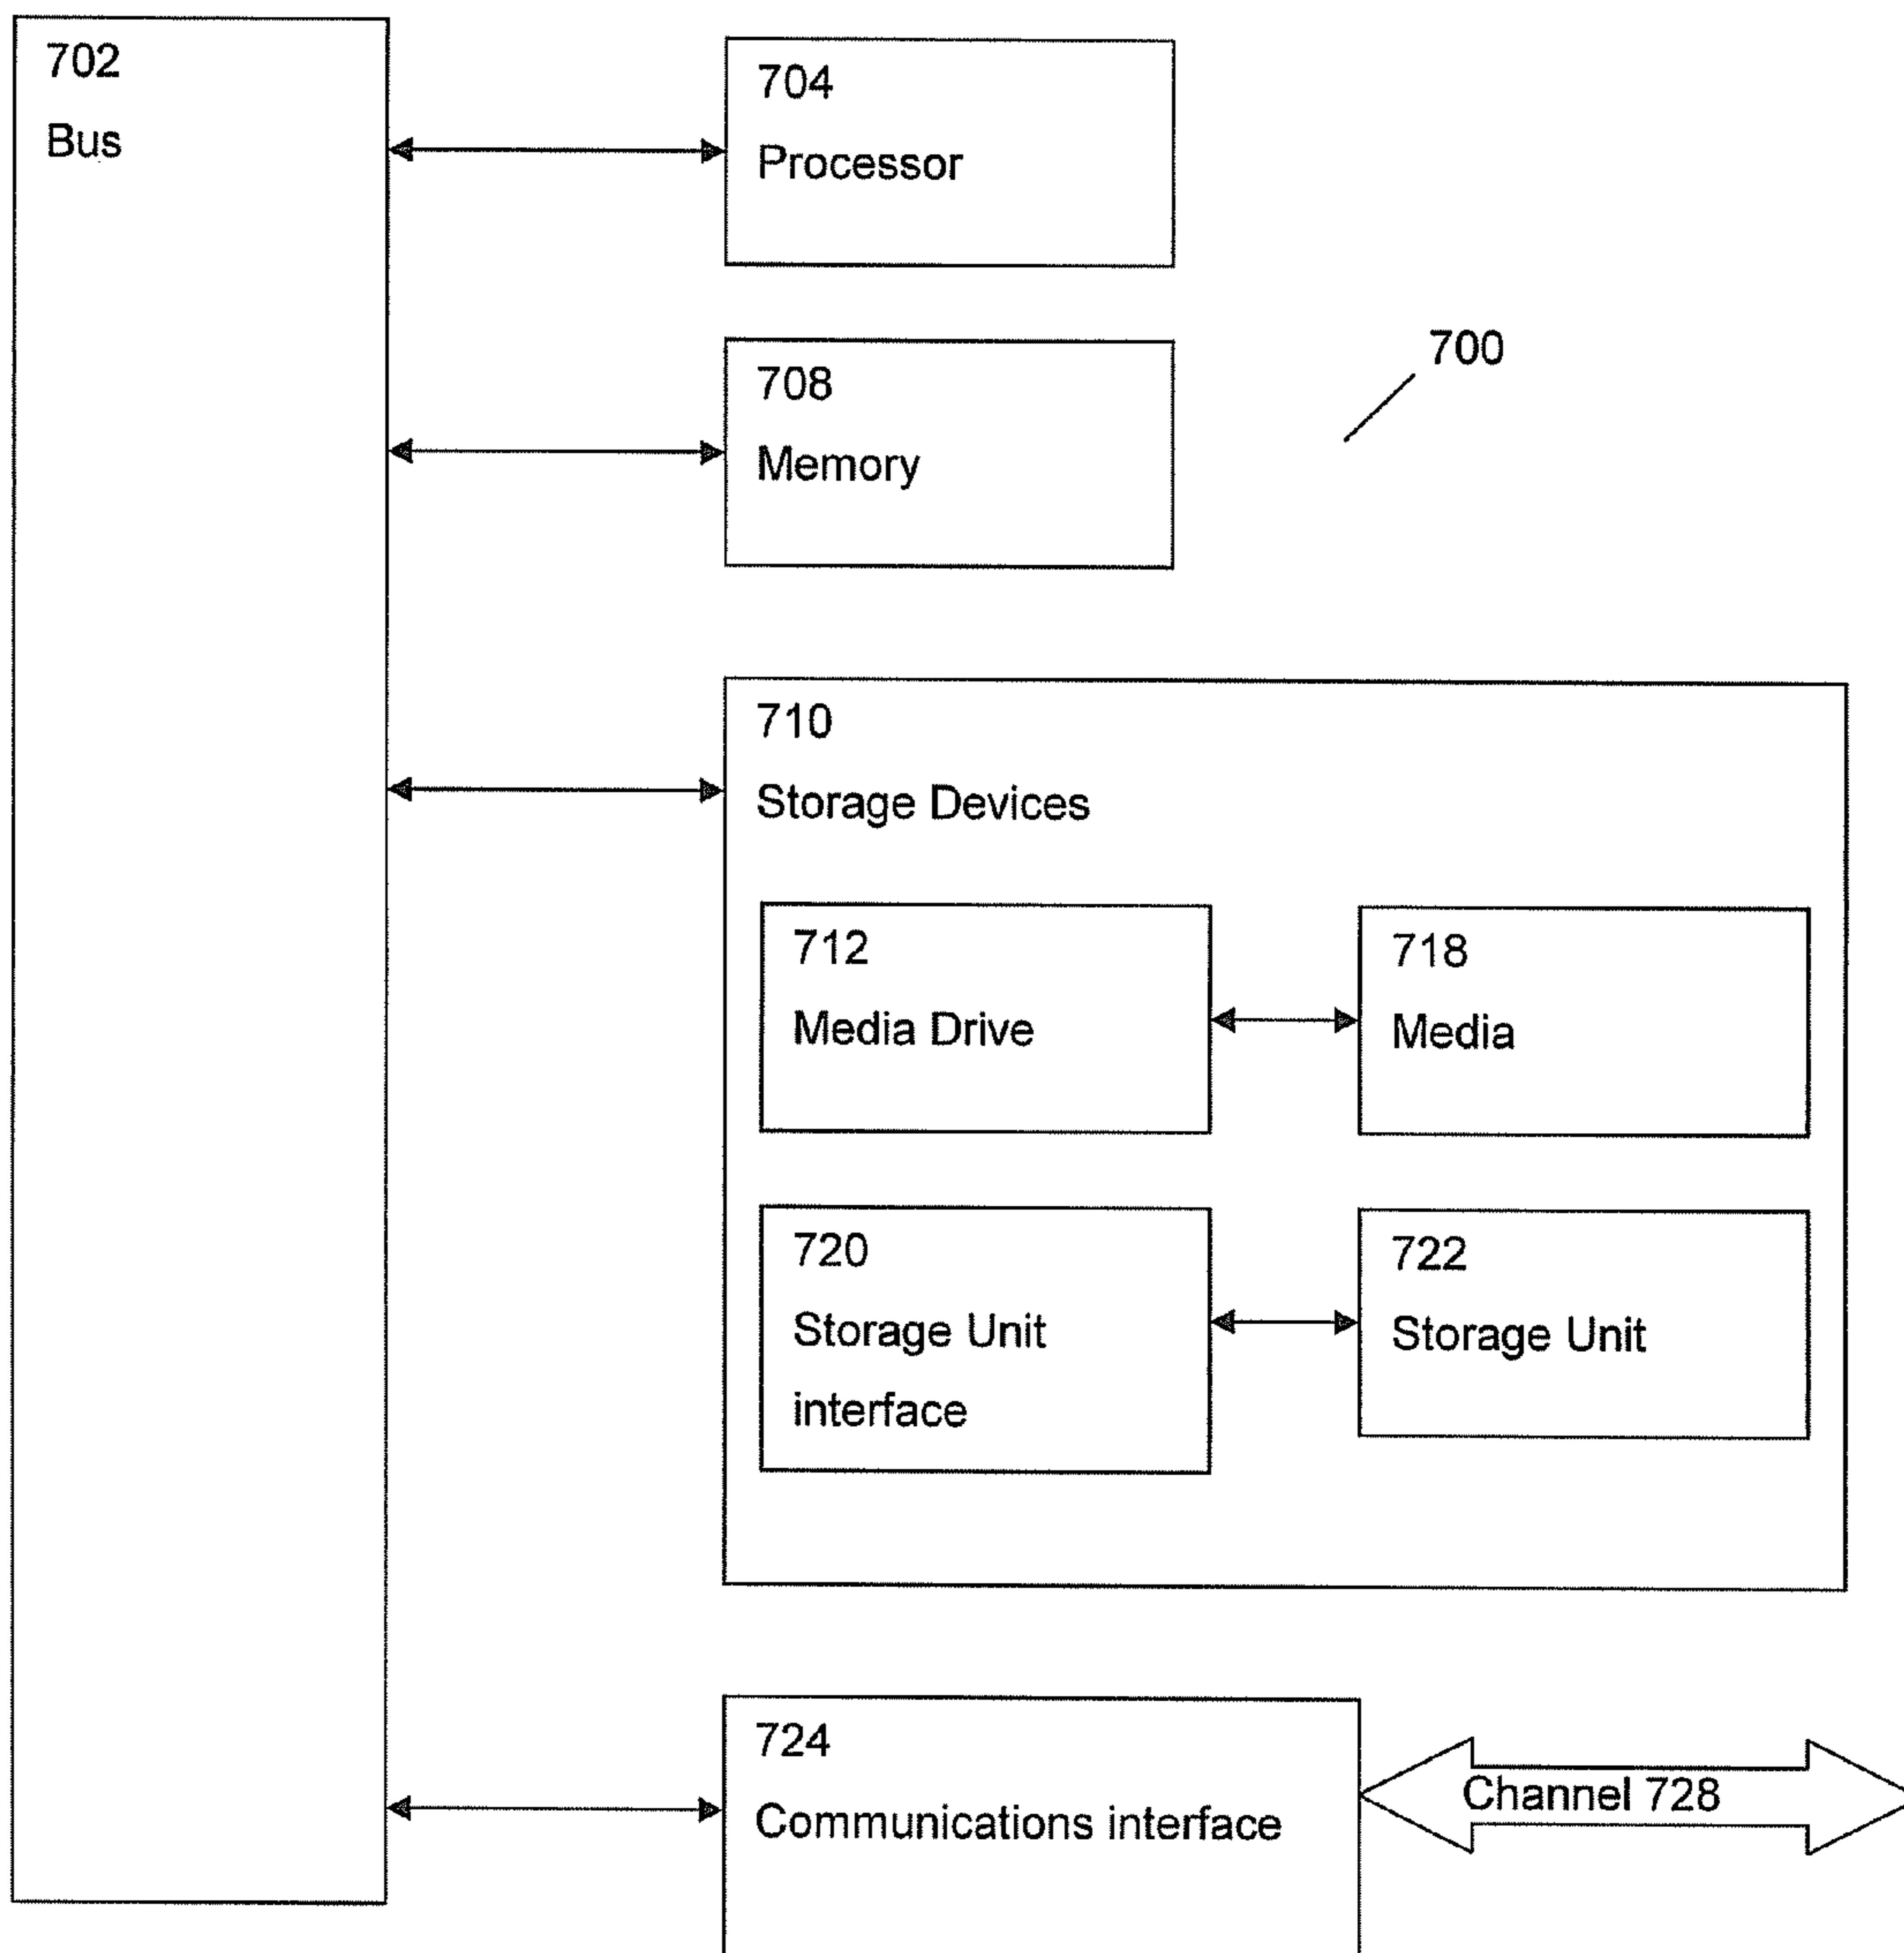 702
Bus
704
Processor
700
708
Memory
710
Storage Devices
712
Media Drive
718
Media
720
Storage Unit
interface
722
Storage Unit
724
Communications interface
Channel 728